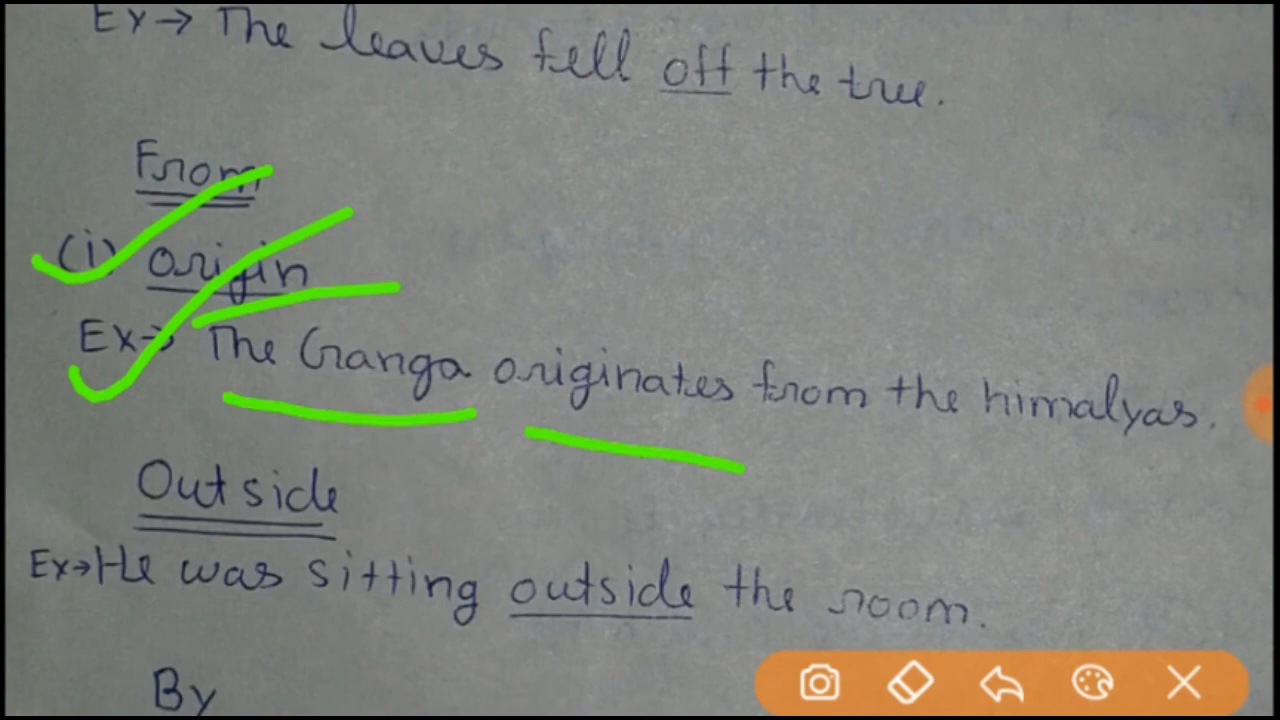 Ex→ The leaves fell off the tree.
From
(i) origin
Ex→ The Ganga originates from the himalyas.
Outside
Ex→He was sitting outside the room.
By